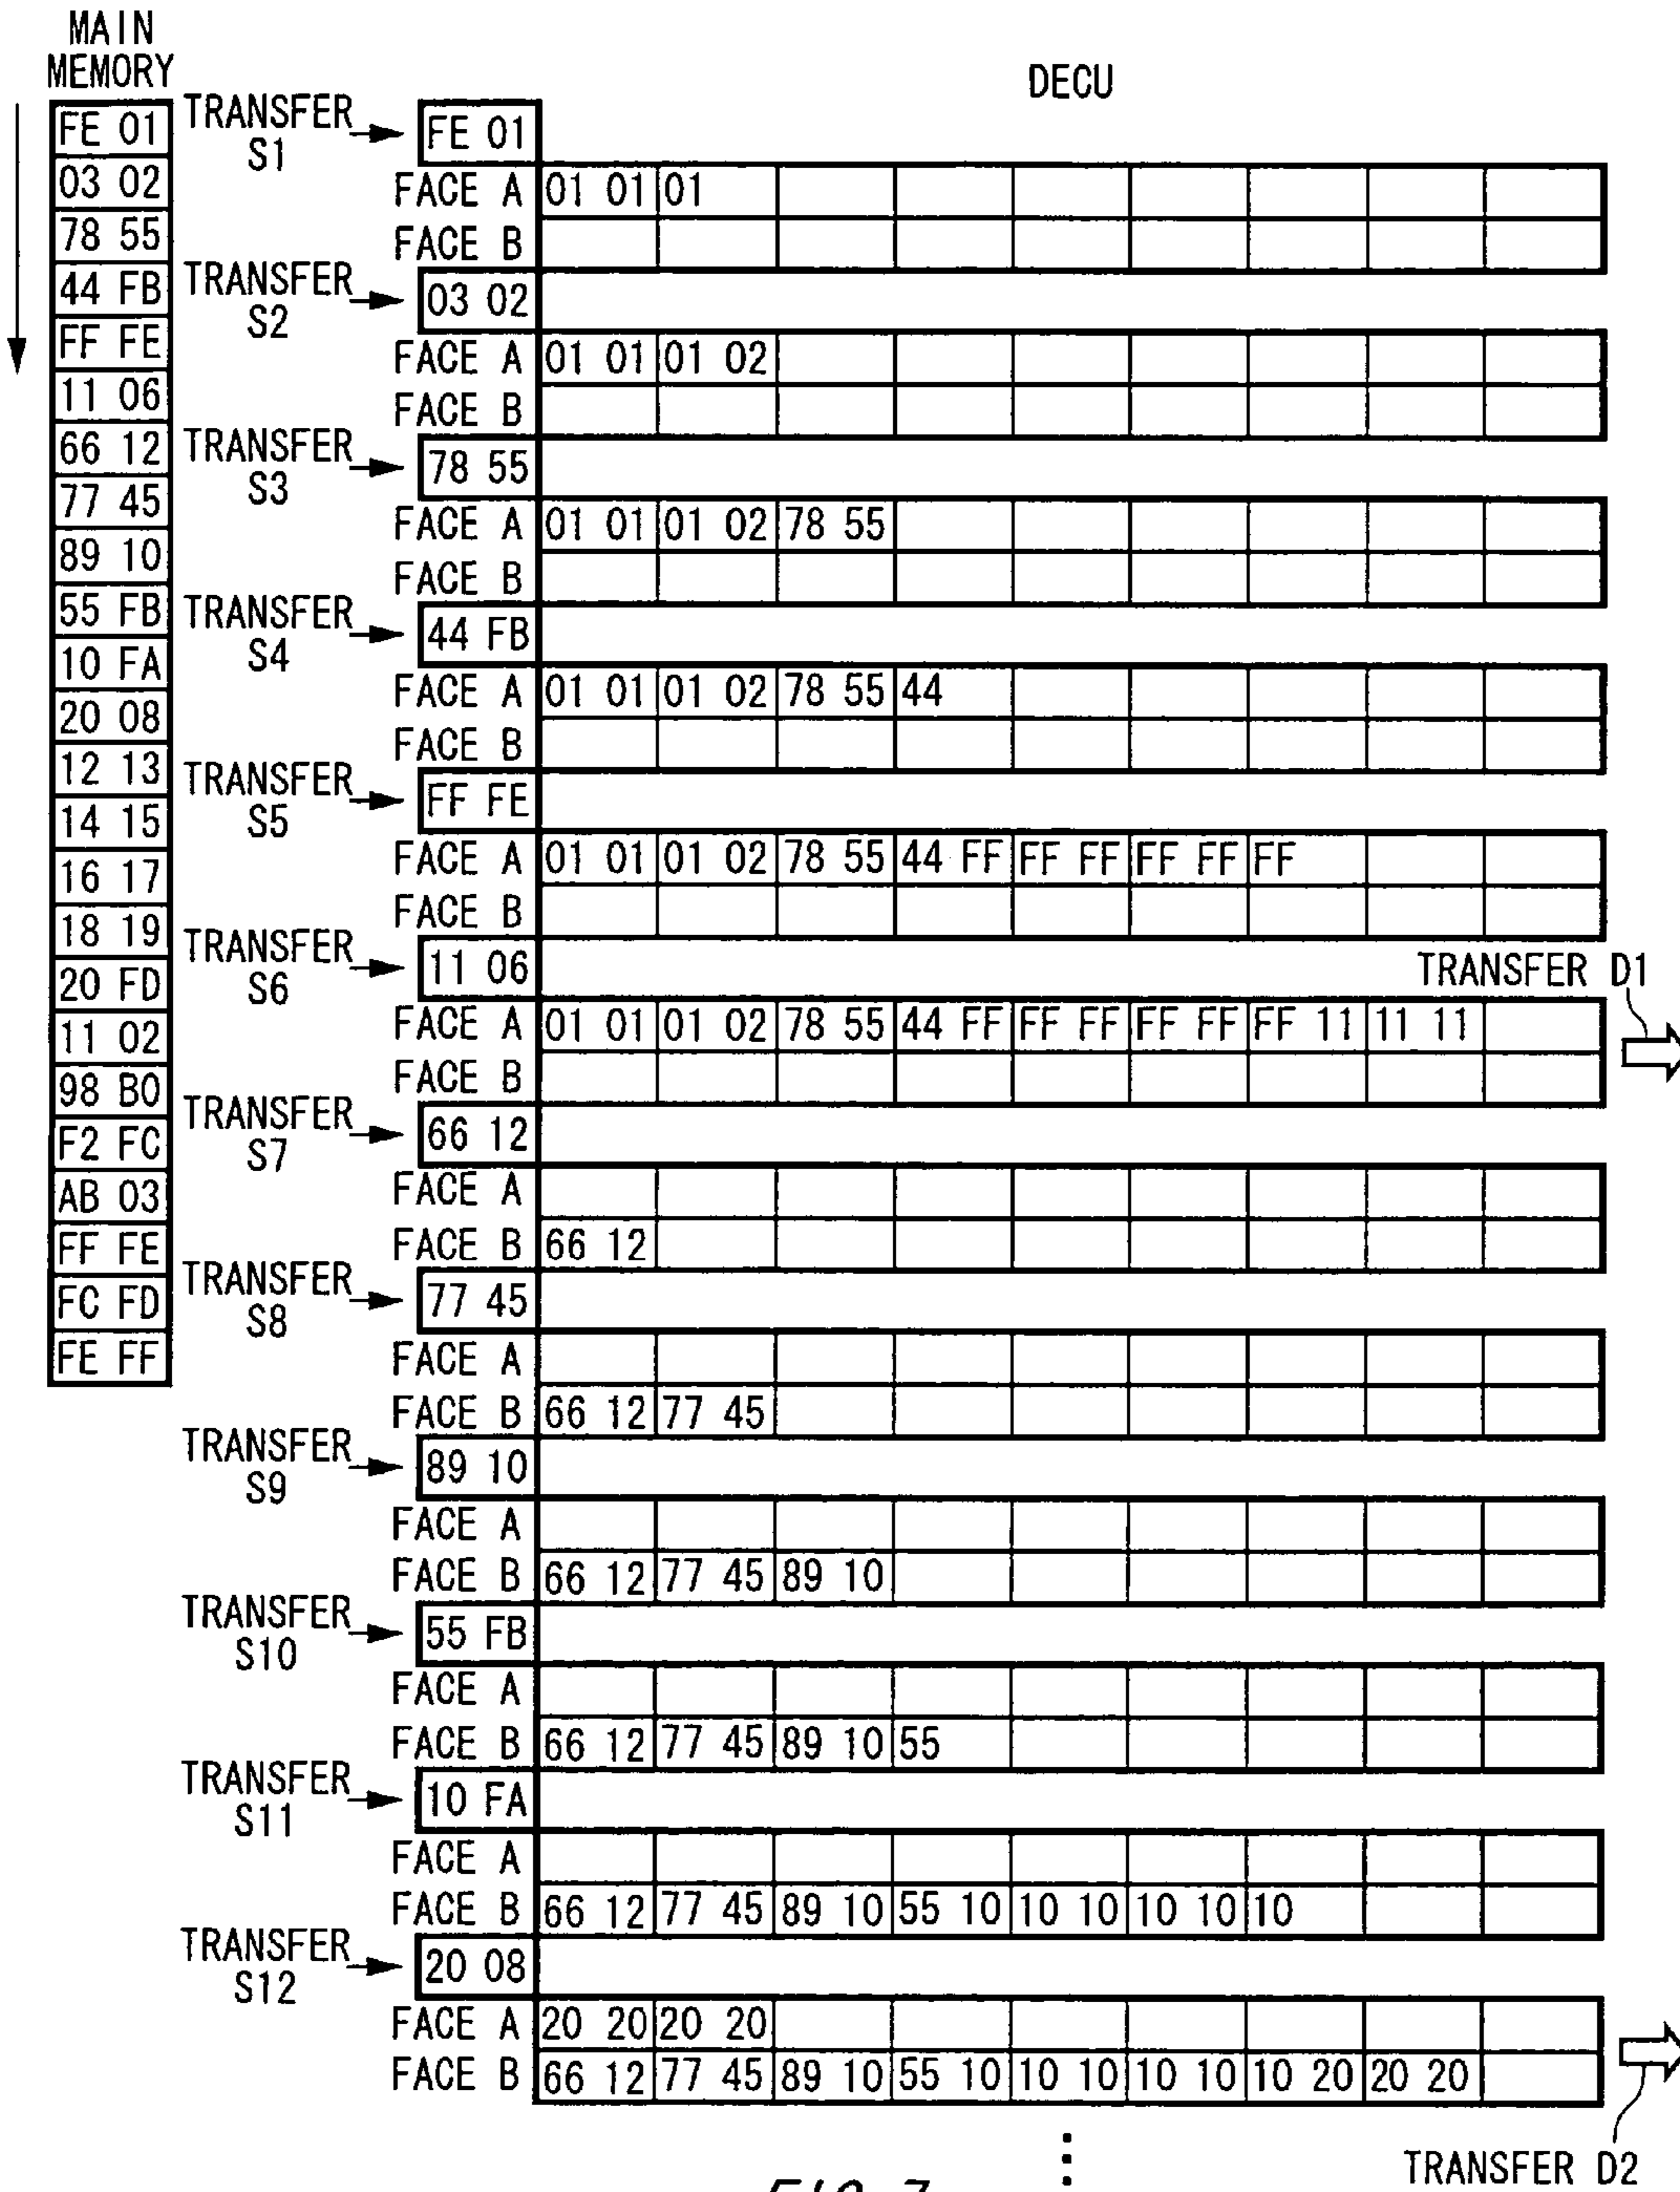 MAIN
MEMORY
FE 01
03 02
78 55
44 FB
FF FE
11 06
66 12
77 45
89 10
55 FB
10 FA
20 08
12 13
14 15
16 17
18 19
20 FD
11 02
98 B0
F2 FC
AB 03
FF FE
FC FD
FE FF
DECU
TRANSFER
S1
FE 01
FACE A 01 01 01
FACE B
TRANSFER
S2
03 02
FACE A 01 01 01 02
FACE B
TRANSFER
S3
78 55
FACE A 01 01 01 02 78 55
FACE B
TRANSFER
S4
44 FB
FACE A 01 01 01 02 78 55 44
FACE B
TRANSFER
S5
FF FE
FACE A 01 01 01 02 78 55 44 FF FF FF FF FF FF
FACE B
TRANSFER
S6
11 06
TRANSFER D1
FACE A 01 01 01 02 78 55 44 FF FF FF FF FF FF 11 11 11
FACE B
TRANSFER
S7
66 12
FACE A
FACE B 66 12
TRANSFER
S8
77 45
FACE A
FACE B 66 12 77 45
TRANSFER
S9
89 10
FACE A
FACE B 66 12 77 45 89 10
TRANSFER
S10
55 FB
FACE A
FACE B 66 12 77 45 89 10 55
TRANSFER
S11
10 FA
FACE A
FACE B 66 12 77 45 89 10 55 10 10 10 10 10 10
TRANSFER
S12
20 08
FACE A 20 20 20 20
FACE B 66 12 77 45 89 10 55 10 10 10 10 10 10 20 20 20
TRANSFER D2